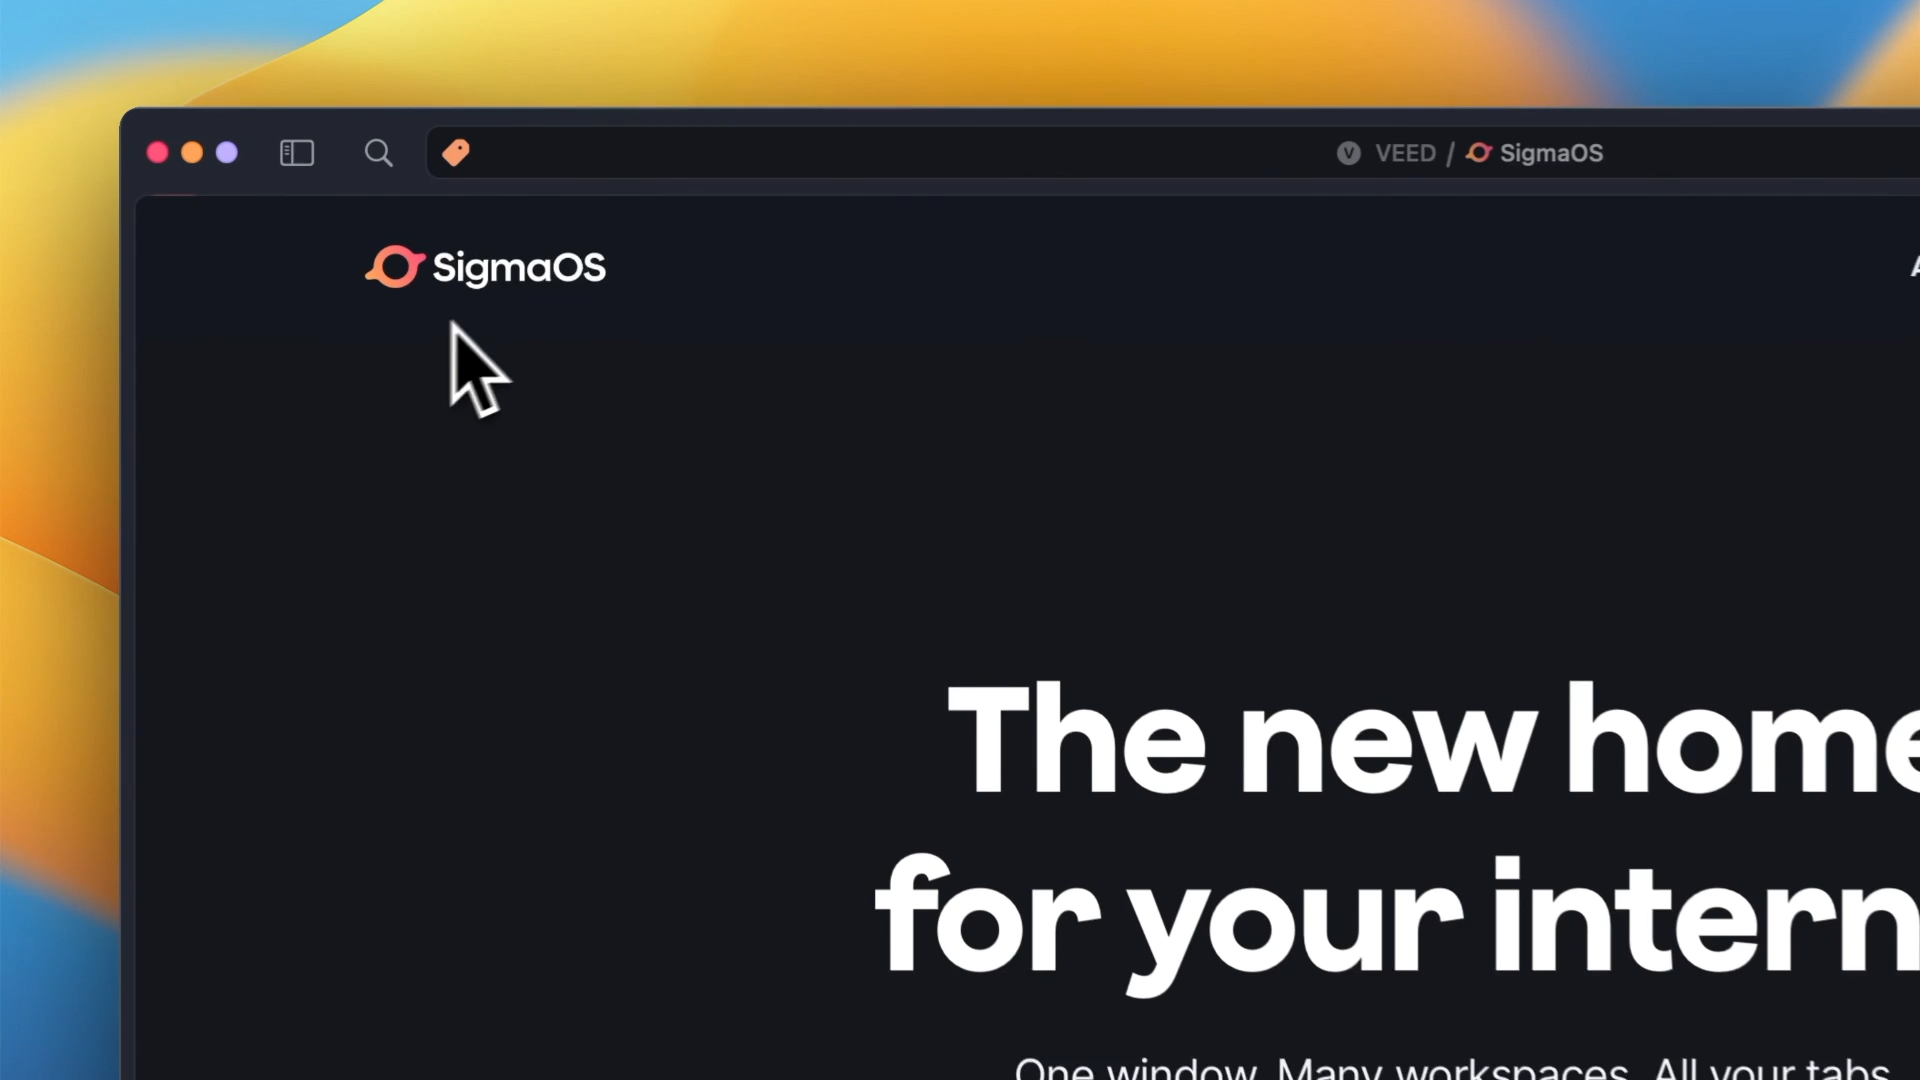 V VEED / SigmaOS
SigmaOS
The new home
for your intern
One window. Many workspaces. All your tabs.